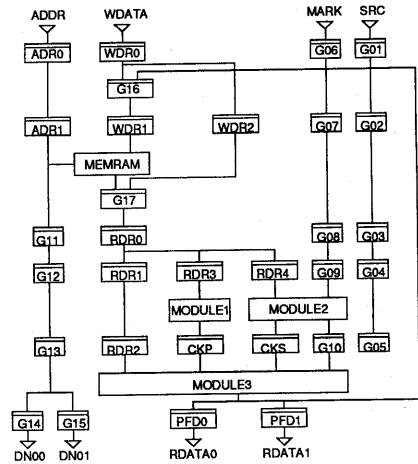 ADDR WDATA MARK SRC
ADR0 WDR0 G06 G01
G16
ADR1 WDR1 WDR2 G07 G02
MEMRAM
G17
G11 RDR0 G08 G03
G12 RDR1 RDR3 RDR4 G09 G04
MODULE1 MODULE2
G13 RDR2 CKP CKS G10 G05
MODULE3
G14 G15 PFD0 PFD1
DN00 DN01 RDATA0 RDATA1